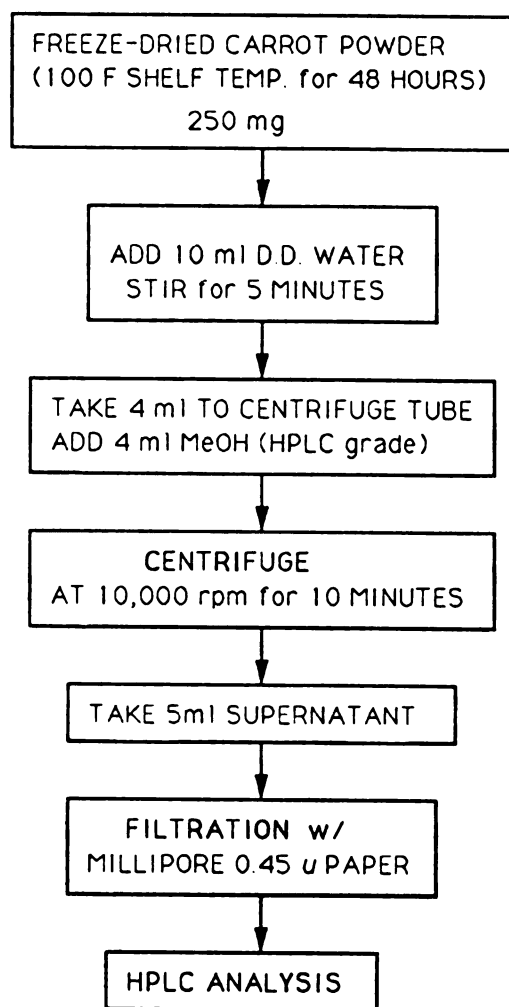 FREEZE-DRIED CARROT POWDER
(100 F SHELF TEMP. for 48 HOURS)
250 mg
ADD 10 ml D.D. WATER
STIR for 5 MINUTES
TAKE 4 ml TO CENTRIFUGE TUBE
ADD 4 ml MeOH (HPLC grade)
CENTRIFUGE
AT 10,000 rpm for 10 MINUTES
TAKE 5ml SUPERNATANT
FILTRATION w/
MILLIPORE 0.45 u PAPER
HPLC ANALYSIS